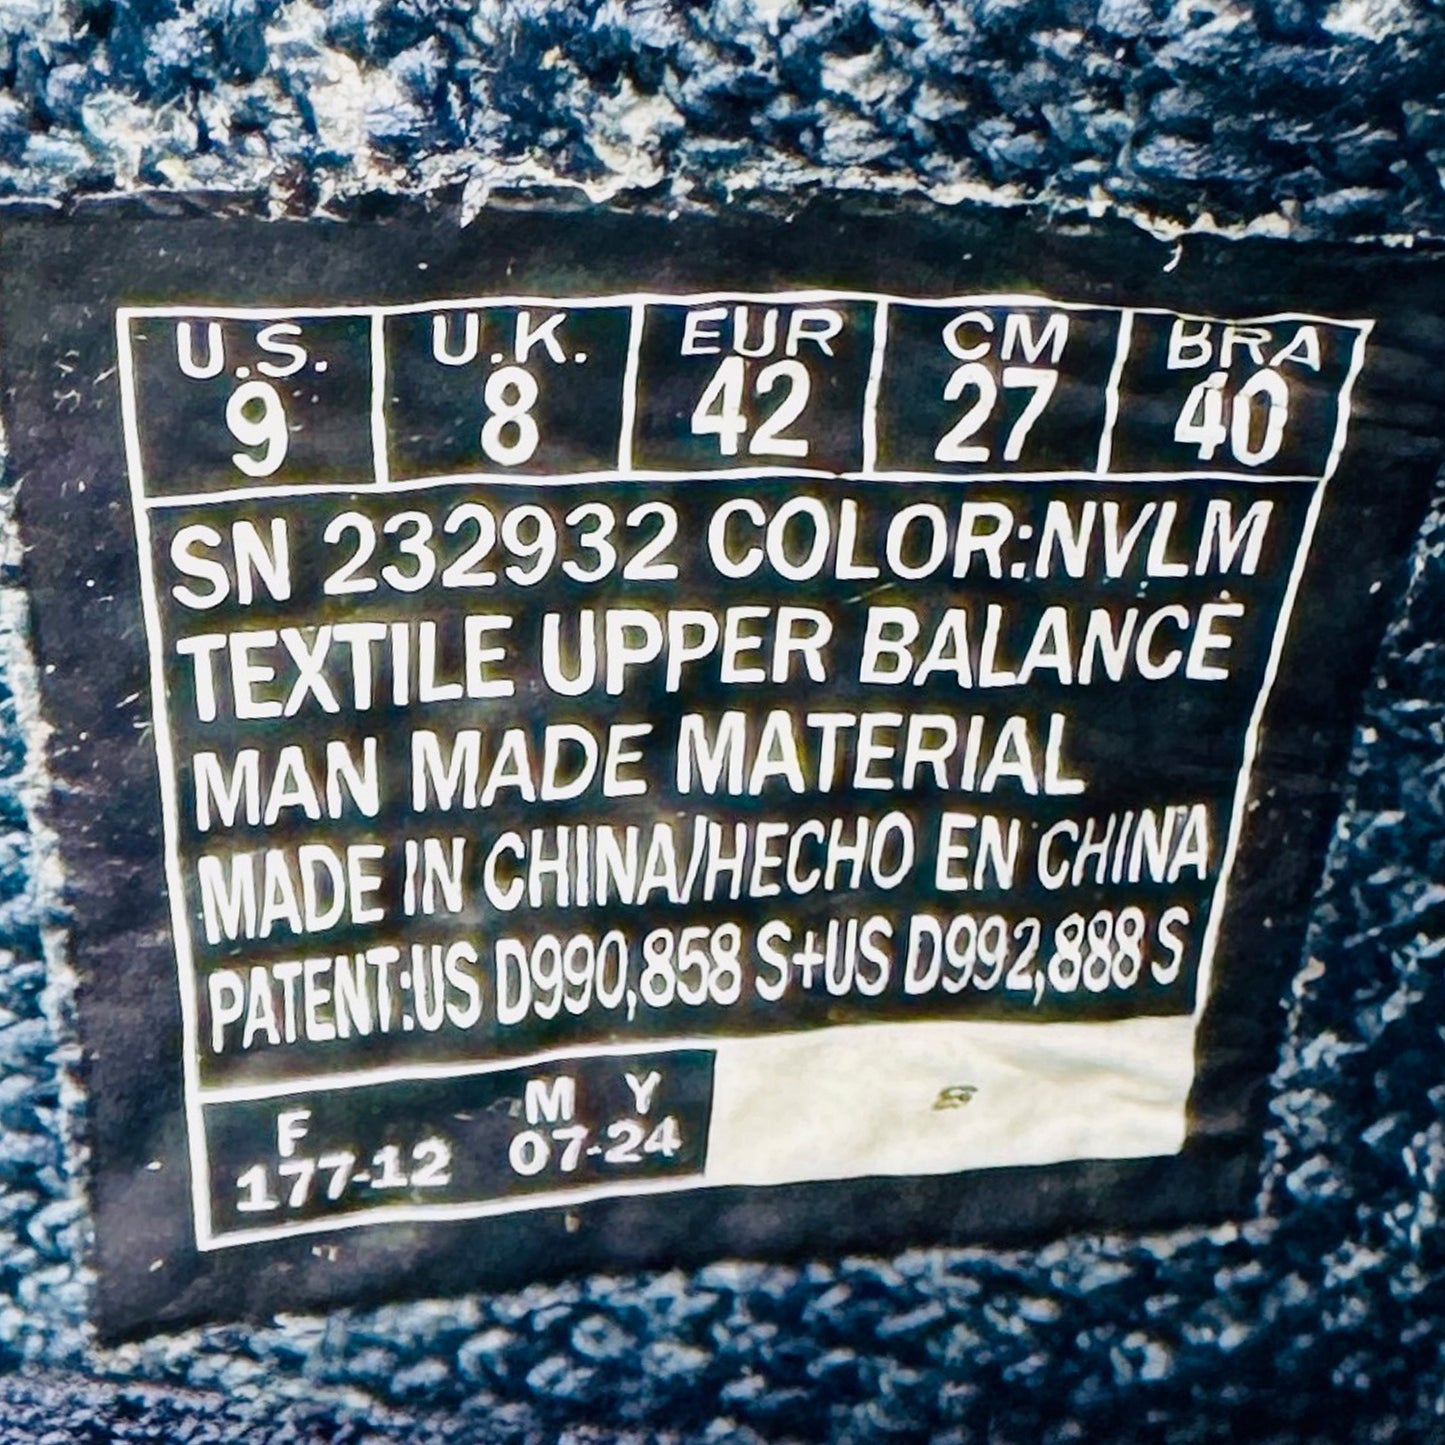 U.S. U.K. EUR CM BRA
9 8 42 27 40
SN 232932 COLOR:NVLM
TEXTILE UPPER BALANCE
MAN MADE MATERIAL
MADE IN CHINA/HECHO EN CHINA
PATENT:US D990,858 S+US D992,888 S
F M Y
177-12 07-24